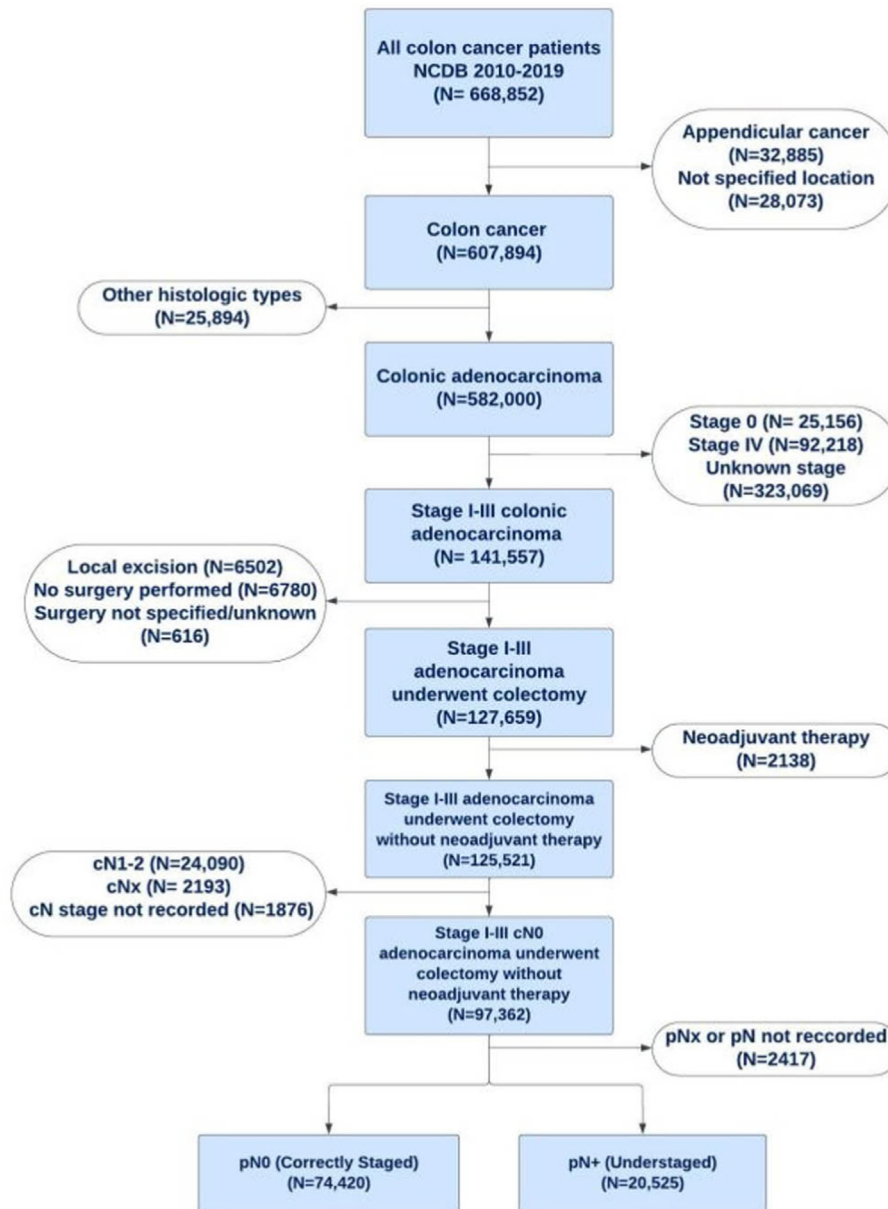 All colon cancer patients
NCDB 2010-2019
(N= 668,852)
Appendicular cancer
(N=32,885)
Not specified location
(N=28,073)
Colon cancer
(N=607,894)
Other histologic types
(N=25,894)
Colonic adenocarcinoma
(N=582,000)
Stage 0 (N= 25,156)
Stage IV (N=92,218)
Unknown stage
(N=323,069)
Stage I-III colonic
adenocarcinoma
(N= 141,557)
Local excision (N=6502)
No surgery performed (N=6780)
Surgery not specified/unknown
(N=616)
Stage I-III
adenocarcinoma
underwent colectomy
(N=127,659)
Neoadjuvant therapy
(N=2138)
Stage I-III adenocarcinoma
underwent colectomy
without neoadjuvant therapy
(N=125,521)
cN1-2 (N=24,090)
cNx (N= 2193)
cN stage not recorded (N=1876)
Stage I-III cN0
adenocarcinoma underwent
colectomy without
neoadjuvant therapy
(N=97,362)
pNx or pN not reccorded
(N=2417)
pN0 (Correctly Staged)
(N=74,420)
pN+ (Understaged)
(N=20,525)